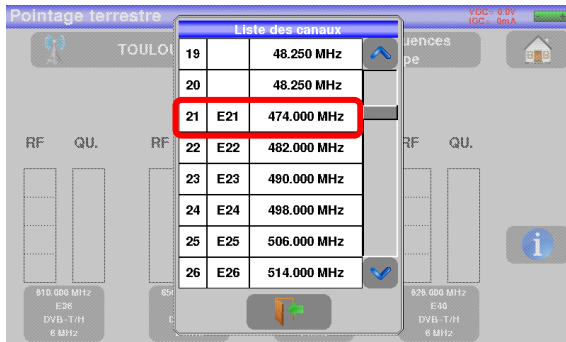 Pointage terrestre
VDC= 0.0V
IDC= 0mA
Liste des canaux
TOULOU
uences
pe
19 48.250 MHz
20 48.250 MHz
21 E21 474.000 MHz
22 E22 482.000 MHz
23 E23 490.000 MHz
24 E24 498.000 MHz
25 E25 506.000 MHz
26 E26 514.000 MHz
RF QU. RF RF QU.
610.000 MHz
E38
DVB-T/H
6 MHz
626.000 MHz
E40
DVB-T/H
6 MHz